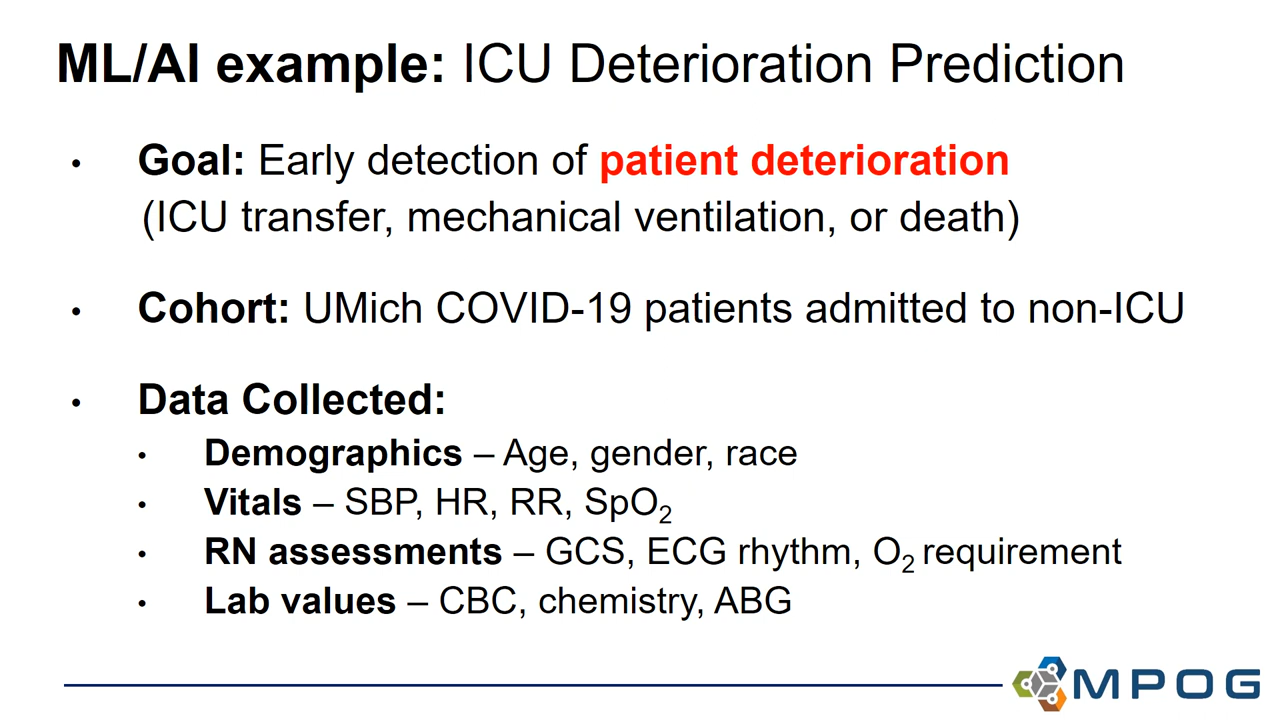 ML/AI example: ICU Deterioration Prediction
• Goal: Early detection of patient deterioration
(ICU transfer, mechanical ventilation, or death)
• Cohort: UMich COVID-19 patients admitted to non-ICU
• Data Collected:
• Demographics – Age, gender, race
• Vitals – SBP, HR, RR, SpO2
• RN assessments – GCS, ECG rhythm, O2 requirement
• Lab values – CBC, chemistry, ABG
MPOG